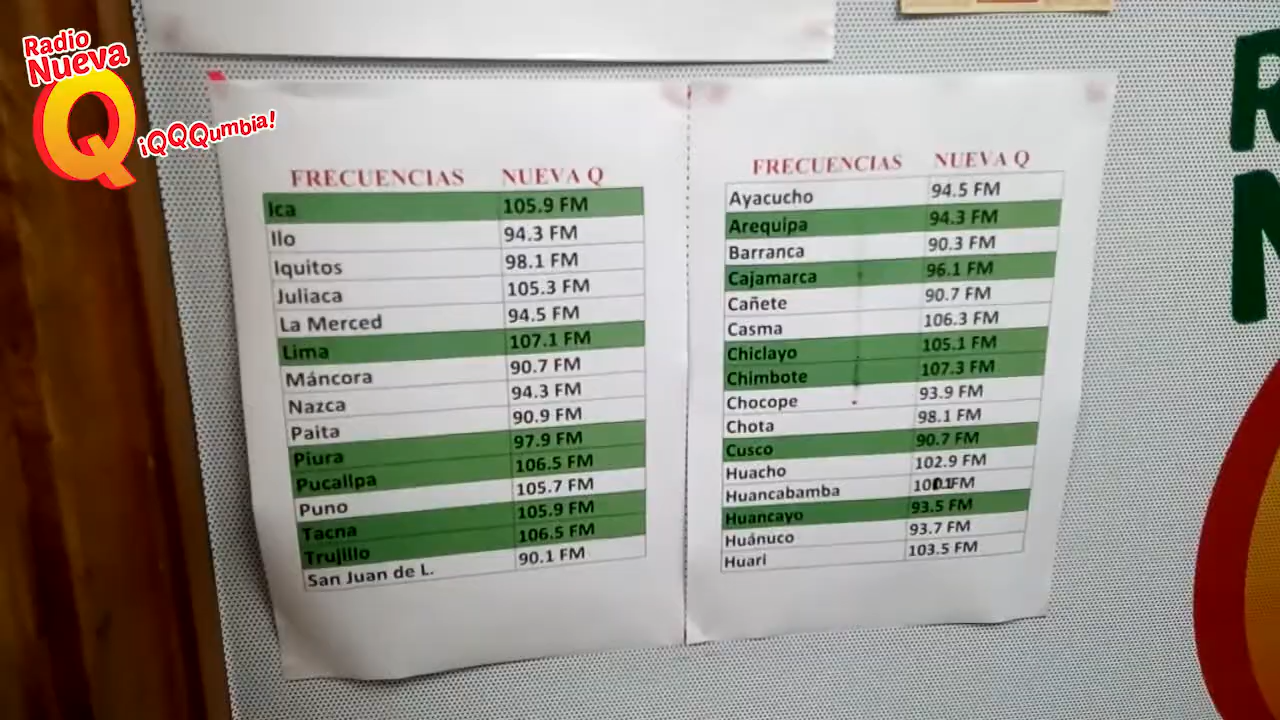 Radio
Nueva
Q
¡QQQumbia!
FRECUENCIAS NUEVA Q
Ica 105.9 FM
Ilo 94.3 FM
Iquitos 98.1 FM
Juliaca 105.3 FM
La Merced 94.5 FM
Lima 107.1 FM
Máncora 90.7 FM
Nazca 94.3 FM
Paita 90.9 FM
Piura 97.9 FM
Pucallpa 106.5 FM
Puno 105.7 FM
Tacna 105.9 FM
Trujillo 106.5 FM
San Juan de L. 90.1 FM
FRECUENCIAS NUEVA Q
Ayacucho 94.5 FM
Arequipa 94.3 FM
Barranca 90.3 FM
Cajamarca 96.1 FM
Cañete 90.7 FM
Casma 106.3 FM
Chiclayo 105.1 FM
Chimbote 107.3 FM
Chocope 93.9 FM
Chota 98.1 FM
Cusco 90.7 FM
Huacho 102.9 FM
Huancabamba FM
Huancayo 93.5 FM
Huánuco 93.7 FM
Huari 103.5 FM